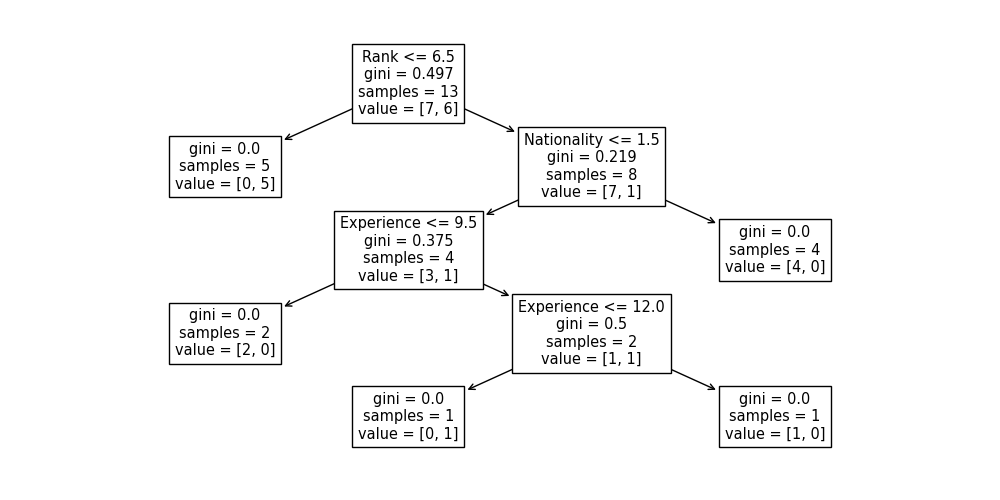 Rank <= 6.5
gini = 0.497
samples = 13
value = [7, 6]
gini = 0.0
samples = 5
value = [0, 5]
Nationality <= 1.5
gini = 0.219
samples = 8
value = [7, 1]
Experience <= 9.5
gini = 0.375
samples = 4
value = [3, 1]
gini = 0.0
samples = 4
value = [4, 0]
gini = 0.0
samples = 2
value = [2, 0]
Experience <= 12.0
gini = 0.5
samples = 2
value = [1, 1]
gini = 0.0
samples = 1
value = [0, 1]
gini = 0.0
samples = 1
value = [1, 0]